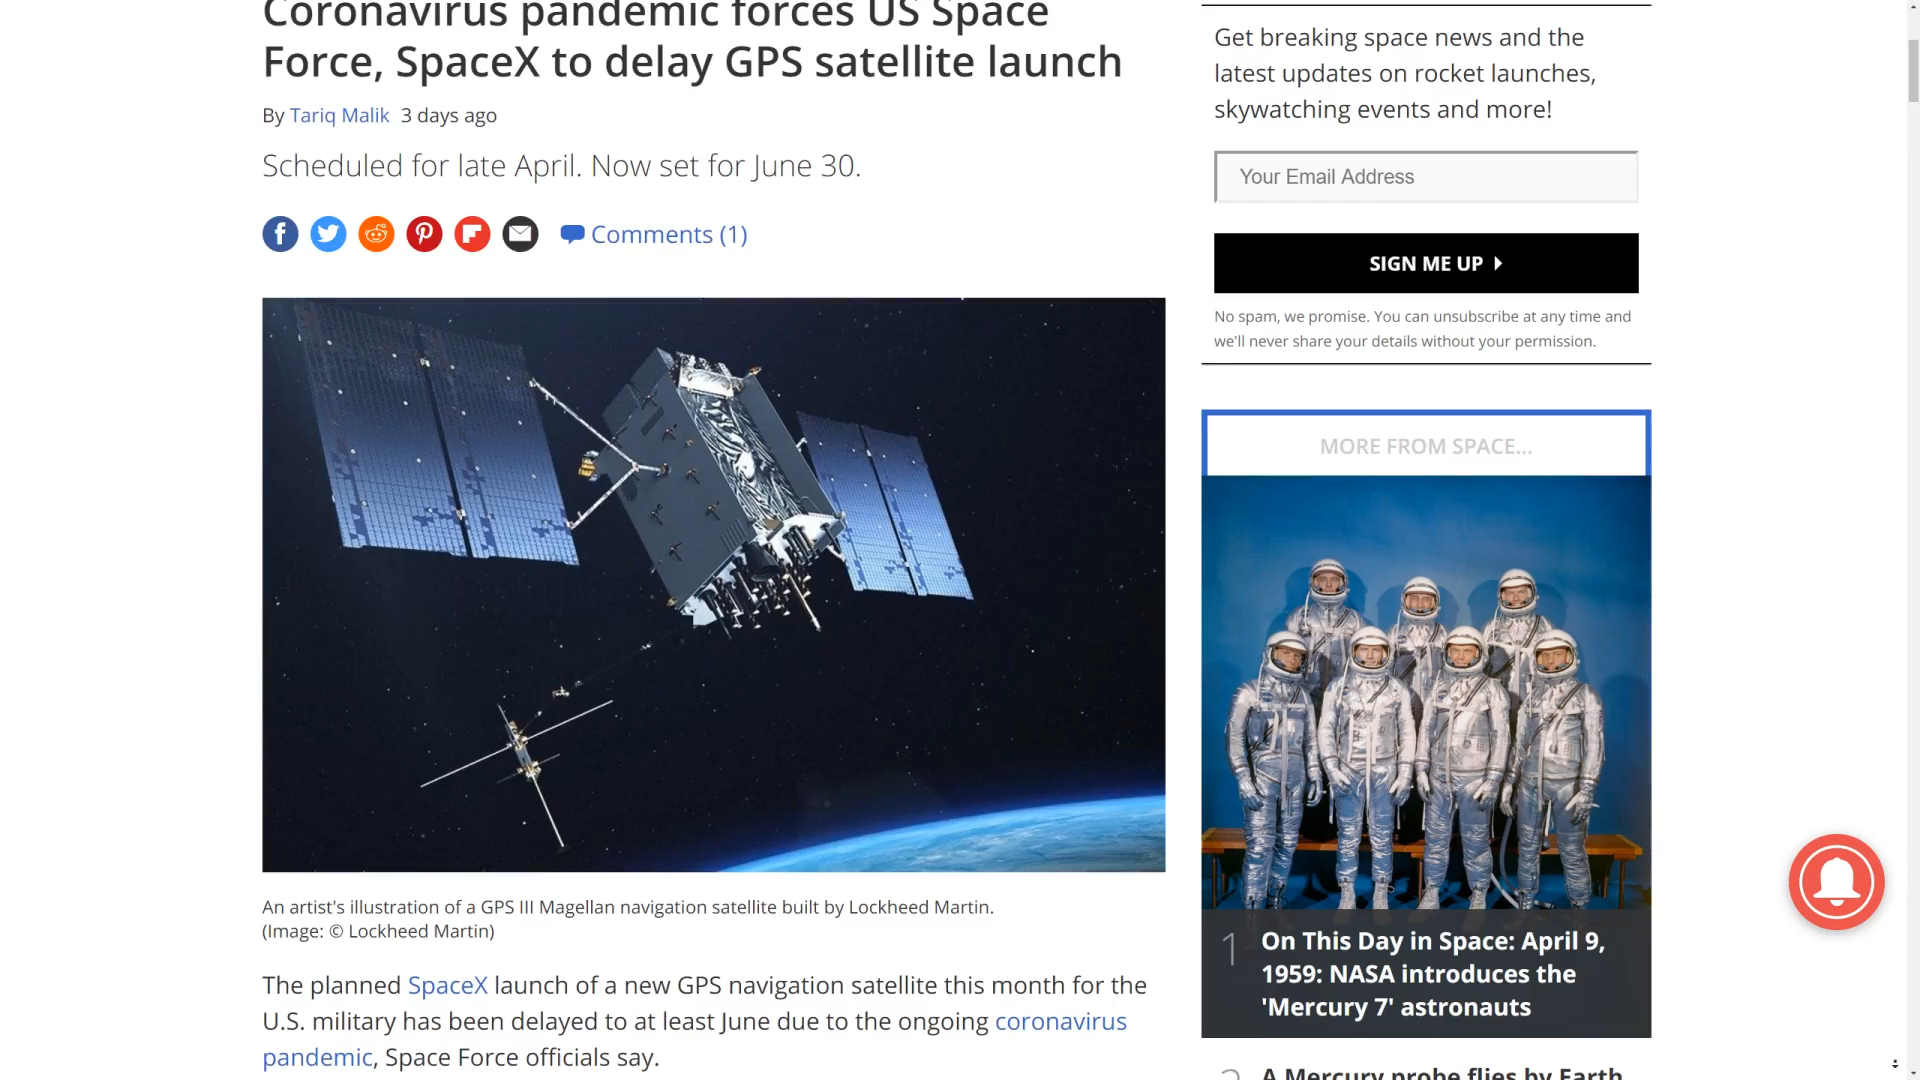 Coronavirus pandemic forces US Space
Force, SpaceX to delay GPS satellite launch
By Tariq Malik 3 days ago
Scheduled for late April. Now set for June 30.
Comments (1)
An artist's illustration of a GPS III Magellan navigation satellite built by Lockheed Martin.
(Image: © Lockheed Martin)
The planned SpaceX launch of a new GPS navigation satellite this month for the
U.S. military has been delayed to at least June due to the ongoing coronavirus
pandemic, Space Force officials say.
Get breaking space news and the
latest updates on rocket launches,
skywatching events and more!
Your Email Address
SIGN ME UP
No spam, we promise. You can unsubscribe at any time and
we'll never share your details without your permission.
MORE FROM SPACE...
1
On This Day in Space: April 9,
1959: NASA introduces the
'Mercury 7' astronauts
2
A Mercury probe flies by Earth